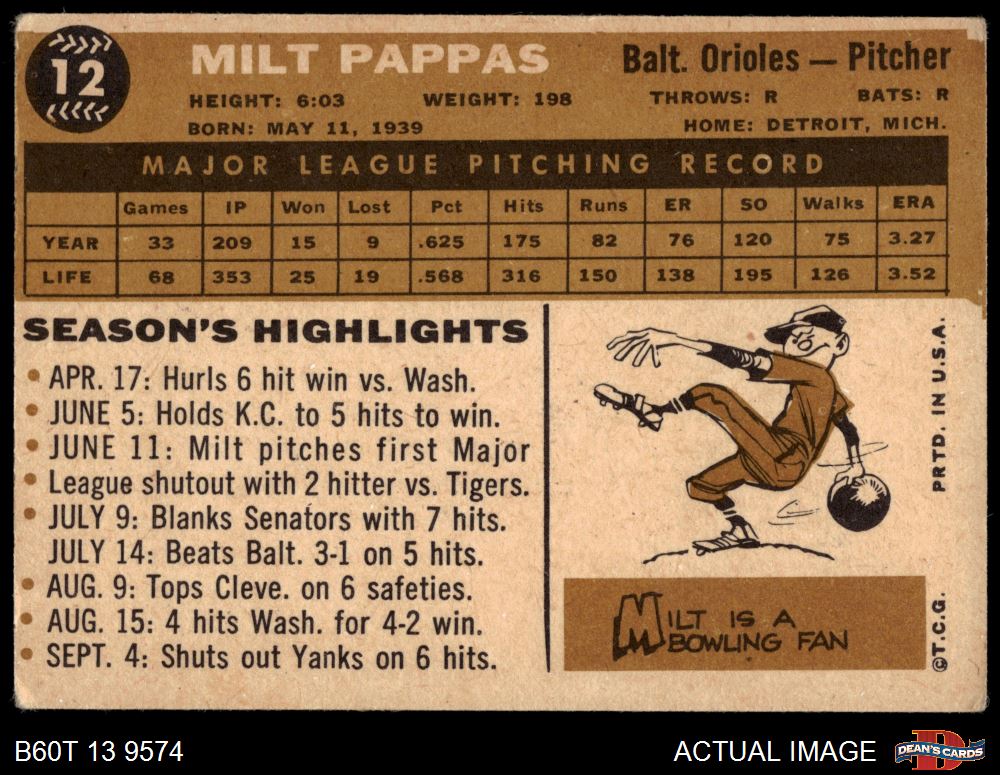 12
MILT PAPPAS
Balt. Orioles — Pitcher
HEIGHT: 6:03 WEIGHT: 198 THROWS: R BATS: R
BORN: MAY 11, 1939 HOME: DETROIT, MICH.
MAJOR LEAGUE PITCHING RECORD
Games IP Won Lost Pct Hits Runs ER SO Walks ERA
YEAR 33 209 15 9 .625 175 82 76 120 75 3.27
LIFE 68 353 25 19 .568 316 150 138 195 126 3.52
SEASON'S HIGHLIGHTS
• APR. 17: Hurls 6 hit win vs. Wash.
• JUNE 5: Holds K.C. to 5 hits to win.
• JUNE 11: Milt pitches first Major
• League shutout with 2 hitter vs. Tigers.
• JULY 9: Blanks Senators with 7 hits.
JULY 14: Beats Balt. 3-1 on 5 hits.
• AUG. 9: Tops Cleve. on 6 safeties.
• AUG. 15: 4 hits Wash. for 4-2 win.
• SEPT. 4: Shuts out Yanks on 6 hits.
MILT IS A
BOWLING FAN
©T.C.G. PRTD. IN U.S.A.
B60T 13 9574
ACTUAL IMAGE
D
DEAN'S CARDS